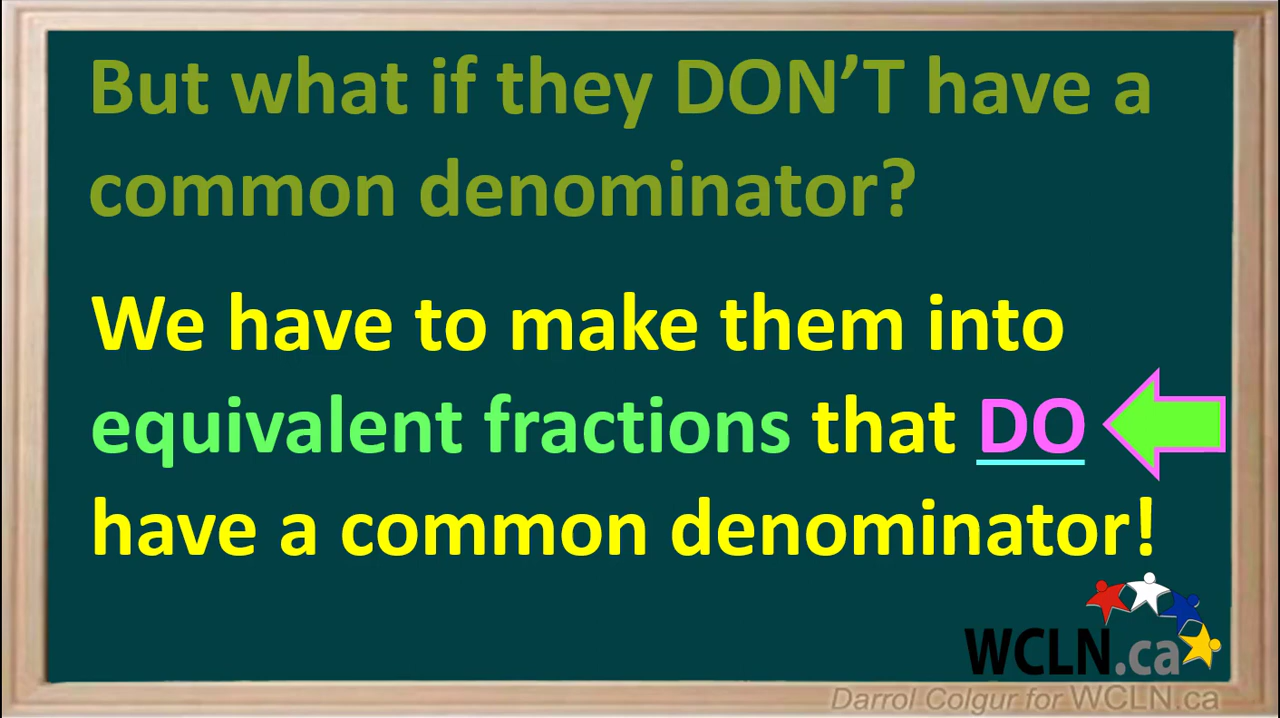 But what if they DON’T have a
common denominator?
We have to make them into
equivalent fractions that DO
have a common denominator!
WCLN.ca
Darrol Colgur for WCLN.ca